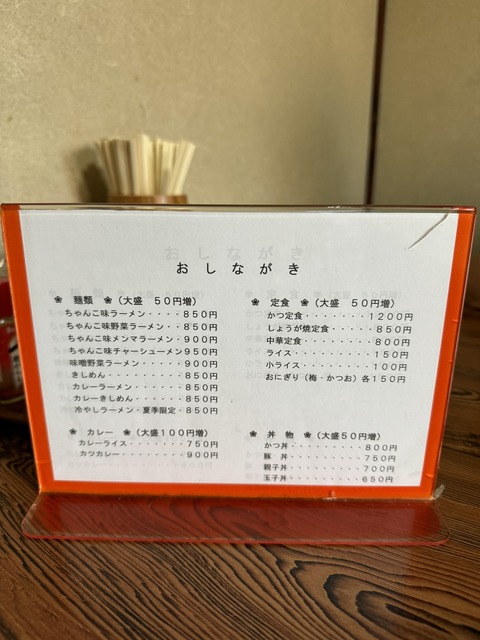 おしながき
❀ 麺類 ❀(大盛 50円増)
ちゃんこ味ラーメン・・・・850円
ちゃんこ味野菜ラーメン・・850円
ちゃんこ味メンマラーメン・900円
ちゃんこ味チャーシューメン950円
味噌野菜ラーメン・・・・・900円
きしめん・・・・・・・・・850円
カレーラーメン・・・・・・850円
カレーきしめん・・・・・・850円
冷やしラーメン・夏季限定・850円
❀ カレー ❀(大盛100円増)
カレーライス・・・・・・750円
カツカレー・・・・・・・900円
❀ 定食 ❀(大盛 50円増)
かつ定食・・・・・・・1200円
しょうが焼定食・・・・・850円
中華定食・・・・・・・・800円
ライス・・・・・・・・・150円
小ライス・・・・・・・・100円
おにぎり(梅・かつお)各150円
❀ 丼物 ❀(大盛50円増)
かつ丼・・・・・・・・・800円
豚丼・・・・・・・・・・750円
親子丼・・・・・・・・・700円
玉子丼・・・・・・・・・650円